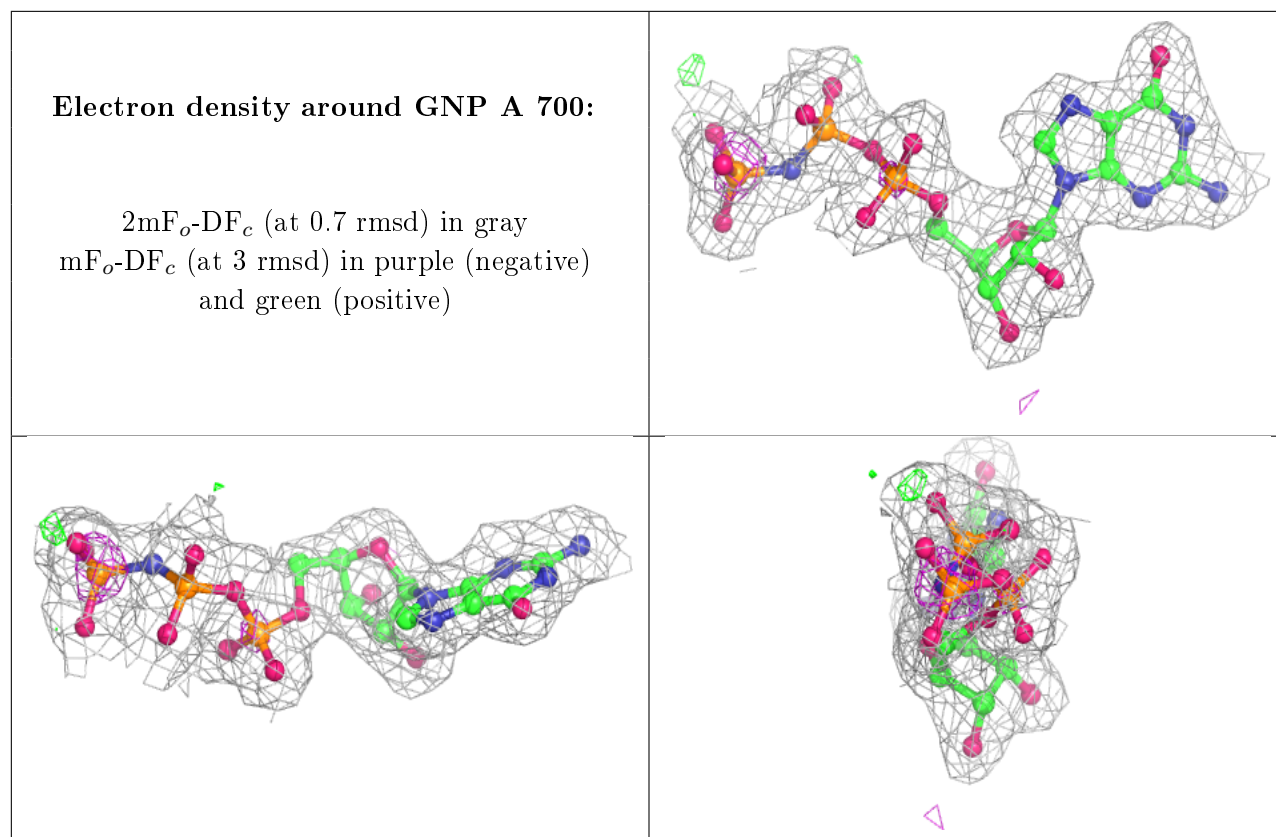 Electron density around GNP A 700:
2mFₒ-DF𝑐 (at 0.7 rmsd) in gray
mFₒ-DF𝑐 (at 3 rmsd) in purple (negative)
and green (positive)